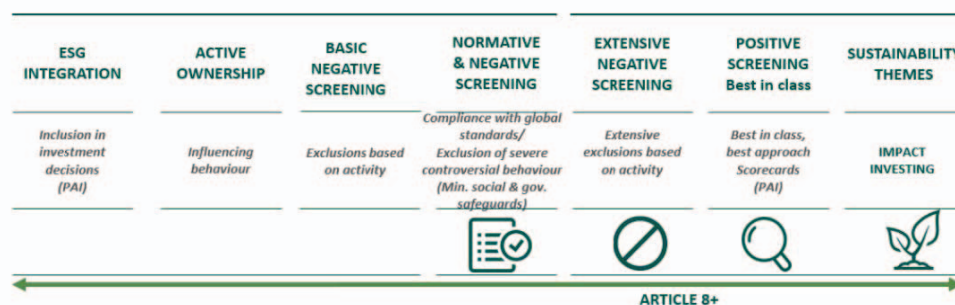 ESG
INTEGRATION
ACTIVE
OWNERSHIP
BASIC
NEGATIVE
SCREENING
NORMATIVE
& NEGATIVE
SCREENING
EXTENSIVE
NEGATIVE
SCREENING
POSITIVE
SCREENING
Best in class
SUSTAINABILITY
THEMES
Inclusion in
investment
decisions
(PAI)
Influencing
behaviour
Exclusions based
on activity
Compliance with global
standards/
Exclusion of severe
controversial behaviour
(Min. social & gov.
safeguards)
Extensive
exclusions based
on activity
Best in class,
best approach
Scorecards
(PAI)
IMPACT
INVESTING
ARTICLE 8+